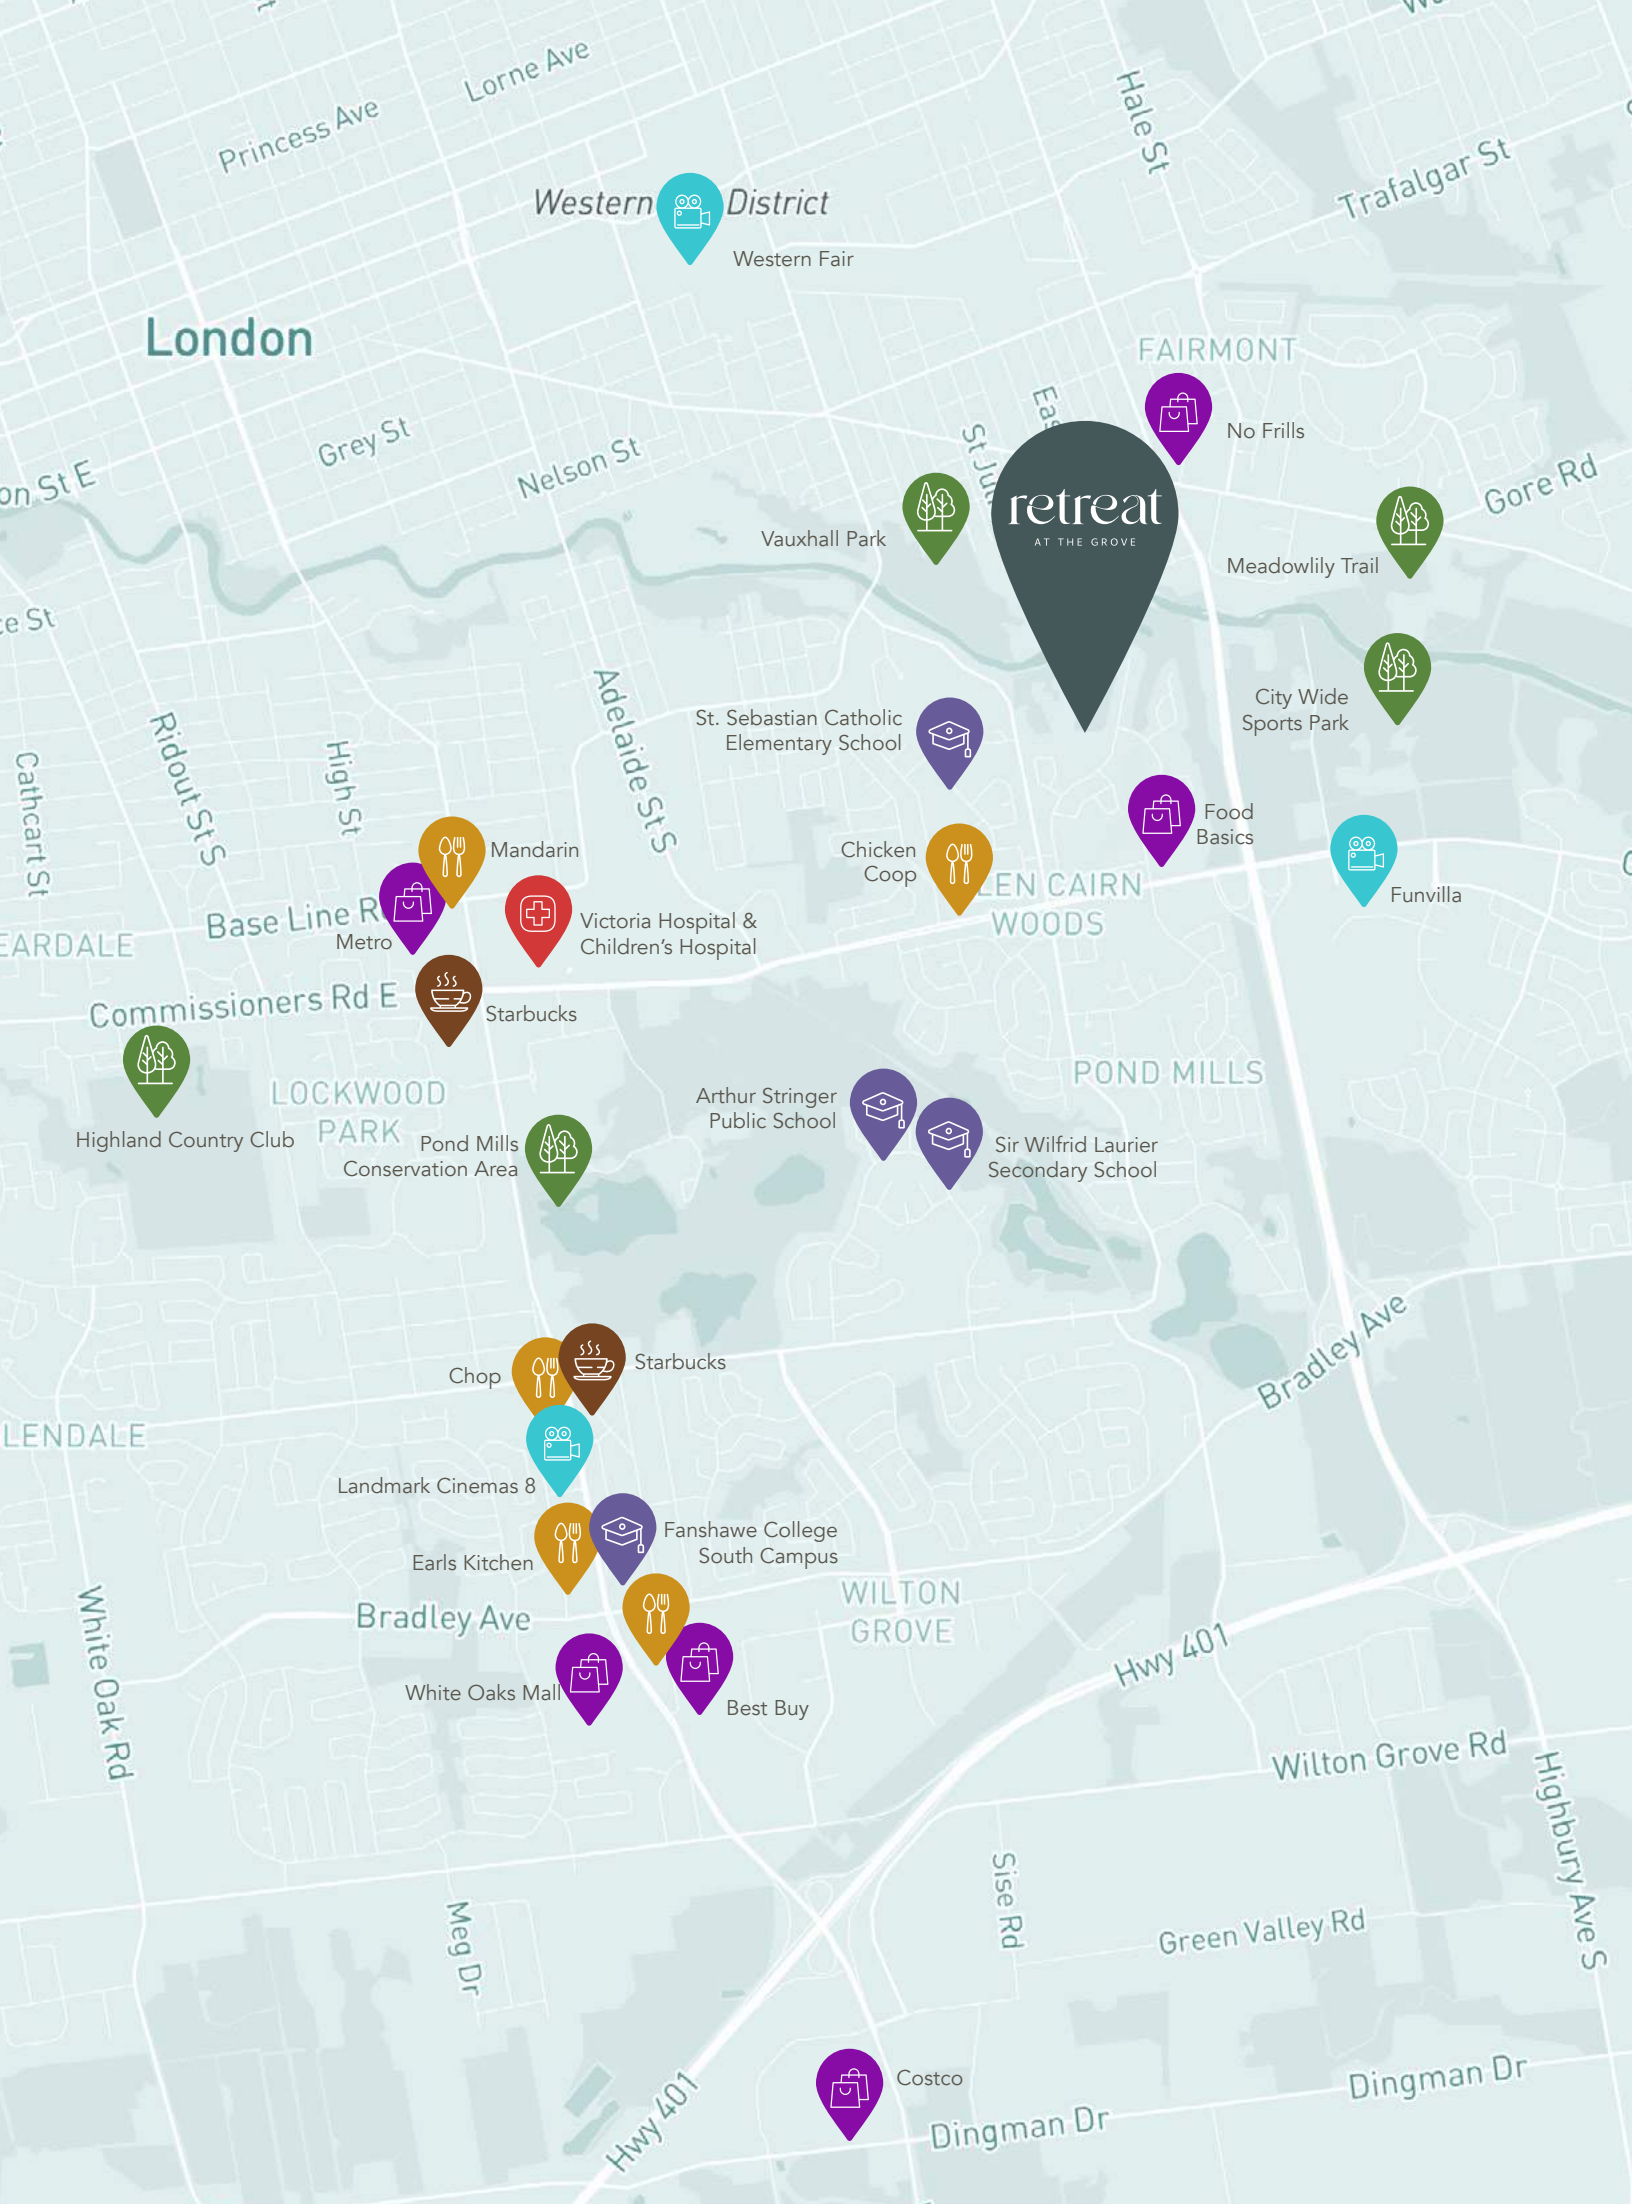 Lorne Ave
Princess Ave
Hale St
Trafalgar St
Western District
Western Fair
London
FAIRMONT
Grey St
Nelson St
on St E
No Frills
Gore Rd
retreat
AT THE GROVE
Vauxhall Park
Meadowlily Trail
ce St
Adelaide St S
City Wide
Sports Park
St. Sebastian Catholic
Elementary School
Ridout St S
High St
Cathcart St
Food
Basics
Mandarin
Chicken
Coop
Funvilla
LEN CAIRN
WOODS
Base Line R
Metro
Victoria Hospital &
Children's Hospital
EARDALE
Commissioners Rd E
Starbucks
POND MILLS
LOCKWOOD
PARK
Highland Country Club
Arthur Stringer
Public School
Pond Mills
Conservation Area
Sir Wilfrid Laurier
Secondary School
Bradley Ave
Chop
Starbucks
LENDALE
Landmark Cinemas 8
Fanshawe College
South Campus
Earls Kitchen
WILTON
GROVE
Bradley Ave
White Oak Rd
Hwy 401
White Oaks Mall
Best Buy
Wilton Grove Rd
Highbury Ave S
Sise Rd
Meg Dr
Green Valley Rd
Costco
Dingman Dr
Dingman Dr
Hwy 401